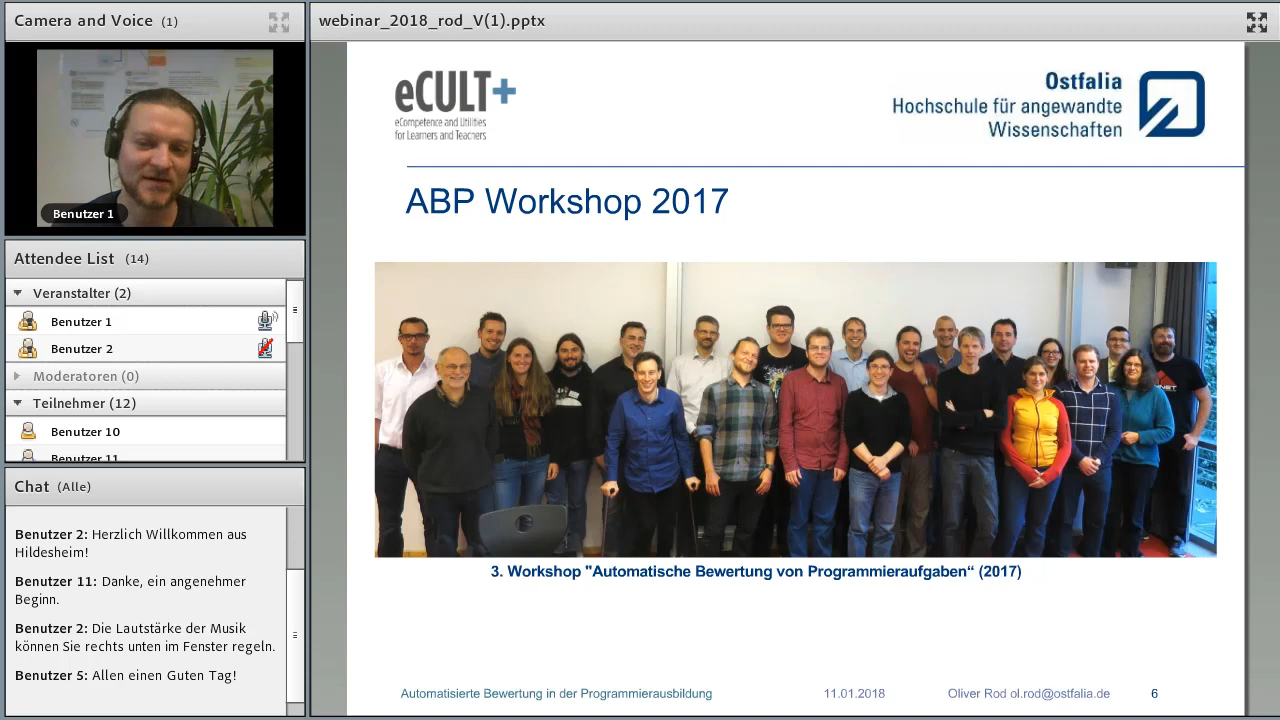 Camera and Voice (1)
Benutzer 1
Attendee List (14)
Veranstalter (2)
Benutzer 1
Benutzer 2
Moderatoren (0)
Teilnehmer (12)
Benutzer 10
Benutzer 11
Chat (Alle)
Benutzer 2: Herzlich Willkommen aus
Hildesheim!
Benutzer 11: Danke, ein angenehmer
Beginn.
Benutzer 2: Die Lautstärke der Musik
können Sie rechts unten im Fenster regeln.
Benutzer 5: Allen einen Guten Tag!
webinar_2018_rod_V(1).pptx
eCULT+
eCompetence and Utilities
for Learners and Teachers
Ostfalia
Hochschule für angewandte
Wissenschaften
ABP Workshop 2017
3. Workshop "Automatische Bewertung von Programmieraufgaben“ (2017)
Automatisierte Bewertung in der Programmierausbildung 11.01.2018 Oliver Rod ol.rod@ostfalia.de 6